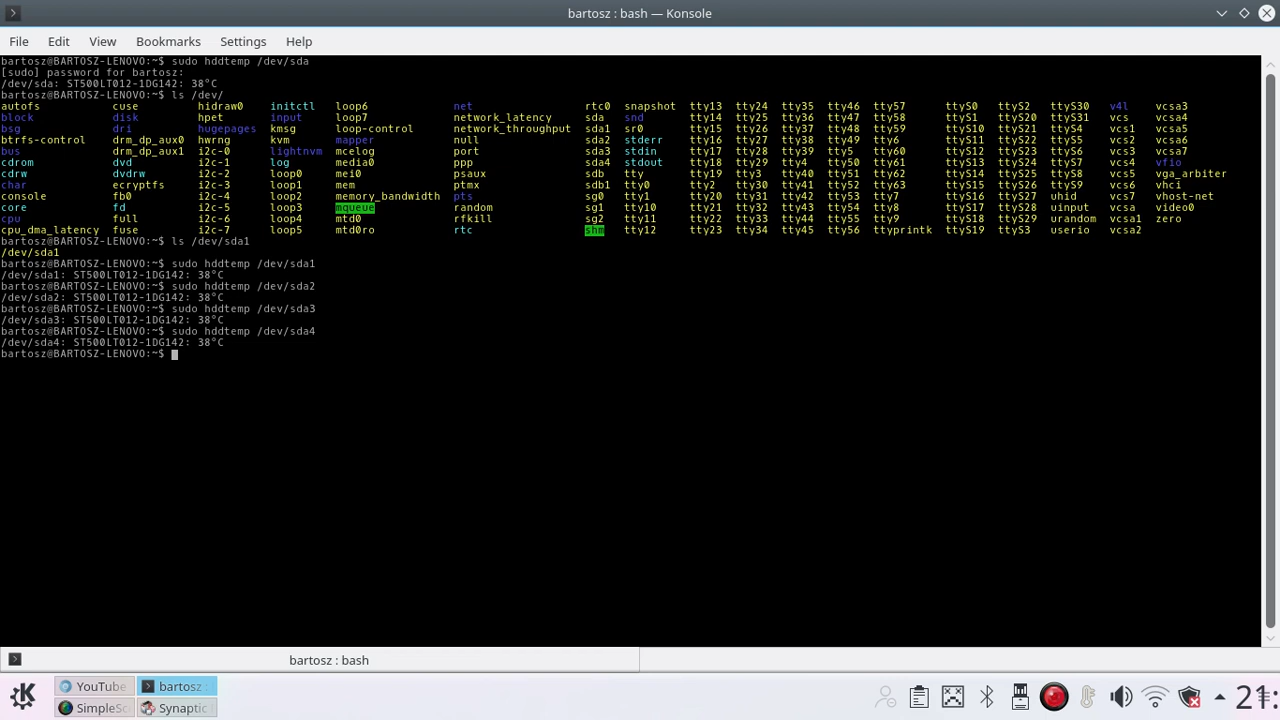 bartosz : bash — Konsole
File Edit View Bookmarks Settings Help
bartosz@BARTOSZ-LENOVO:~$ sudo hddtemp /dev/sda
[sudo] password for bartosz:
/dev/sda: ST500LT012-1DG142: 38°C
bartosz@BARTOSZ-LENOVO:~$ ls /dev/
autofs cuse hidraw0 initctl loop6 net rtc0 snapshot tty13 tty24 tty35 tty46 tty57 ttyS0 ttyS2 ttyS30 v4l vcsa3
block disk hpet input loop7 network_latency sda snd tty14 tty25 tty36 tty47 tty58 ttyS1 ttyS20 ttyS31 vcs vcsa4
bsg dri hugepages kmsg loop-control network_throughput sda1 sr0 tty15 tty26 tty37 tty48 tty59 ttyS10 ttyS21 ttyS4 vcs1 vcsa5
btrfs-control drm_dp_aux0 hwrng kvm mapper null sda2 stderr tty16 tty27 tty38 tty49 tty6 ttyS11 ttyS22 ttyS5 vcs2 vcsa6
bus drm_dp_aux1 i2c-0 lightnvm mcelog port sda3 stdin tty17 tty28 tty39 tty5 tty60 ttyS12 ttyS23 ttyS6 vcs3 vcsa7
cdrom dvd i2c-1 log media0 ppp sda4 stdout tty18 tty29 tty4 tty50 tty61 ttyS13 ttyS24 ttyS7 vcs4 vfio
cdrw dvdrw i2c-2 loop0 mei0 psaux sdb tty tty19 tty3 tty40 tty51 tty62 ttyS14 ttyS25 ttyS8 vcs5 vga_arbiter
char ecryptfs i2c-3 loop1 mem ptmx sdb1 tty0 tty2 tty30 tty41 tty52 tty63 ttyS15 ttyS26 ttyS9 vcs6 vhci
console fb0 i2c-4 loop2 memory_bandwidth pts sg0 tty1 tty20 tty31 tty42 tty53 tty7 ttyS16 ttyS27 uhid vcs7 vhost-net
core fd i2c-5 loop3 mqueue random sg1 tty10 tty21 tty32 tty43 tty54 tty8 ttyS17 ttyS28 uinput vcsa video0
cpu full i2c-6 loop4 mtd0 rfkill sg2 tty11 tty22 tty33 tty44 tty55 tty9 ttyS18 ttyS29 urandom vcsa1 zero
cpu_dma_latency fuse i2c-7 loop5 mtd0ro rtc shm tty12 tty23 tty34 tty45 tty56 ttyprintk ttyS19 ttyS3 userio vcsa2
bartosz@BARTOSZ-LENOVO:~$ ls /dev/sda1
/dev/sda1
bartosz@BARTOSZ-LENOVO:~$ sudo hddtemp /dev/sda1
/dev/sda1: ST500LT012-1DG142: 38°C
bartosz@BARTOSZ-LENOVO:~$ sudo hddtemp /dev/sda2
/dev/sda2: ST500LT012-1DG142: 38°C
bartosz@BARTOSZ-LENOVO:~$ sudo hddtemp /dev/sda3
/dev/sda3: ST500LT012-1DG142: 38°C
bartosz@BARTOSZ-LENOVO:~$ sudo hddtemp /dev/sda4
/dev/sda4: ST500LT012-1DG142: 38°C
bartosz@BARTOSZ-LENOVO:~$
bartosz : bash
YouTube bartosz
SimpleSc Synaptic
21: